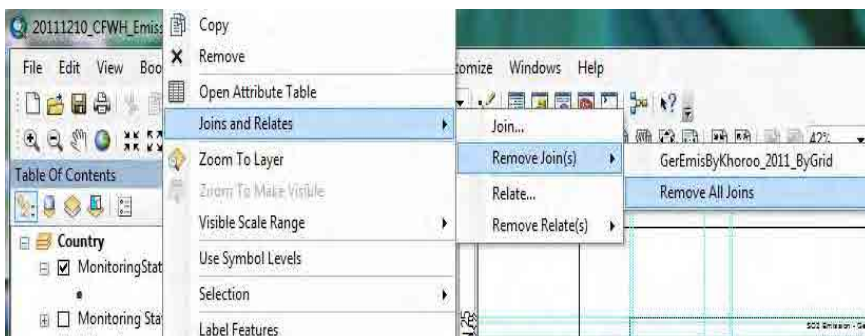 20111210_CFWH_Emiss
File Edit View Boo
tomize Windows Help
42%
Table Of Contents
Country
MonitoringStat
Monitoring Sta
Copy
Remove
Open Attribute Table
Joins and Relates
Zoom To Layer
Zoom To Make Visible
Visible Scale Range
Use Symbol Levels
Selection
Label Features
Join...
Remove Join(s)
Relate...
Remove Relate(s)
GerEmisByKhoroo_2011_ByGrid
Remove All Joins
SO2 Emission - G